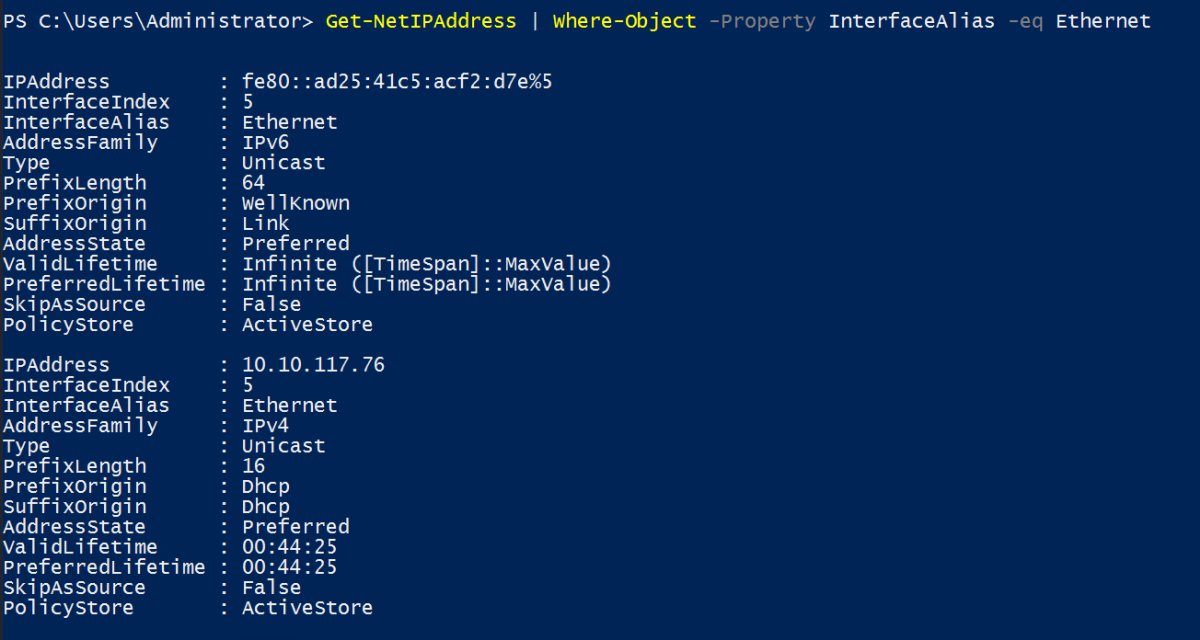 PS C:\Users\Administrator> Get-NetIPAddress | Where-Object -Property InterfaceAlias -eq Ethernet
IPAddress : fe80::ad25:41c5:acf2:d7e%5
InterfaceIndex : 5
InterfaceAlias : Ethernet
AddressFamily : IPv6
Type : Unicast
PrefixLength : 64
PrefixOrigin : WellKnown
SuffixOrigin : Link
AddressState : Preferred
ValidLifetime : Infinite ([TimeSpan]::MaxValue)
PreferredLifetime : Infinite ([TimeSpan]::MaxValue)
SkipAsSource : False
PolicyStore : ActiveStore
IPAddress : 10.10.117.76
InterfaceIndex : 5
InterfaceAlias : Ethernet
AddressFamily : IPv4
Type : Unicast
PrefixLength : 16
PrefixOrigin : Dhcp
SuffixOrigin : Dhcp
AddressState : Preferred
ValidLifetime : 00:44:25
PreferredLifetime : 00:44:25
SkipAsSource : False
PolicyStore : ActiveStore